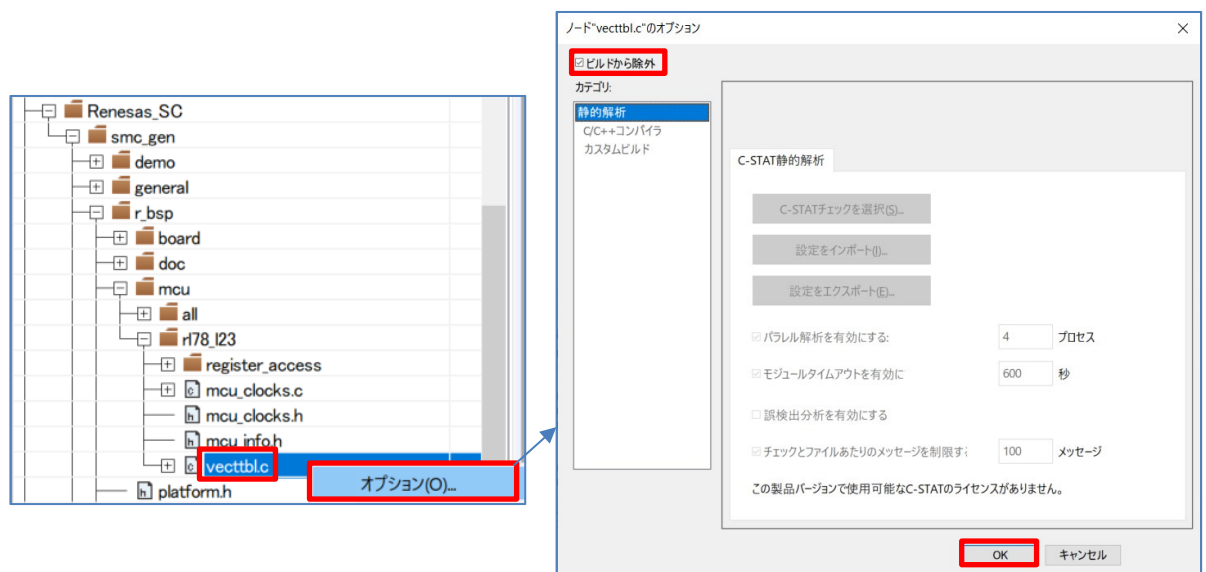 Renesas_SC
smc_gen
demo
general
r_bsp
board
doc
mcu
all
rl78_l23
register_access
mcu_clocks.c
mcu_clocks.h
mcu_info.h
vecttbl.c
オプション(O)...
platform.h
ノード"vecttbl.c"のオプション
ビルドから除外
カテゴリ:
静的解析
C/C++コンパイラ
カスタムビルド
C-STAT静的解析
C-STATチェックを選択(S)...
設定をインポート(I)...
設定をエクスポート(E)...
パラレル解析を有効にする: 4 プロセス
モジュールタイムアウトを有効に 600 秒
誤検出分析を有効にする
チェックとファイルあたりのメッセージを制限す 100 メッセージ
この製品バージョンで使用可能なC-STATのライセンスがありません。
OK キャンセル